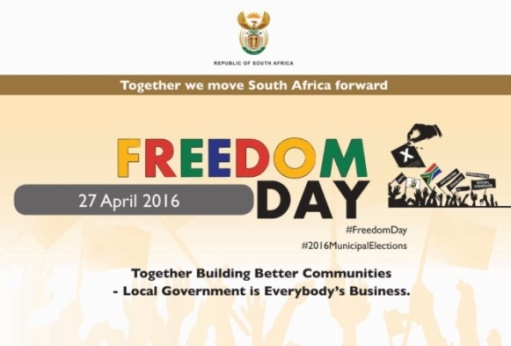 REPUBLIC OF SOUTH AFRICA
Together we move South Africa forward
FREEDOM
27 April 2016
DAY
#FreedomDay
#2016MunicipalElections
Together Building Better Communities
- Local Government is Everybody's Business.